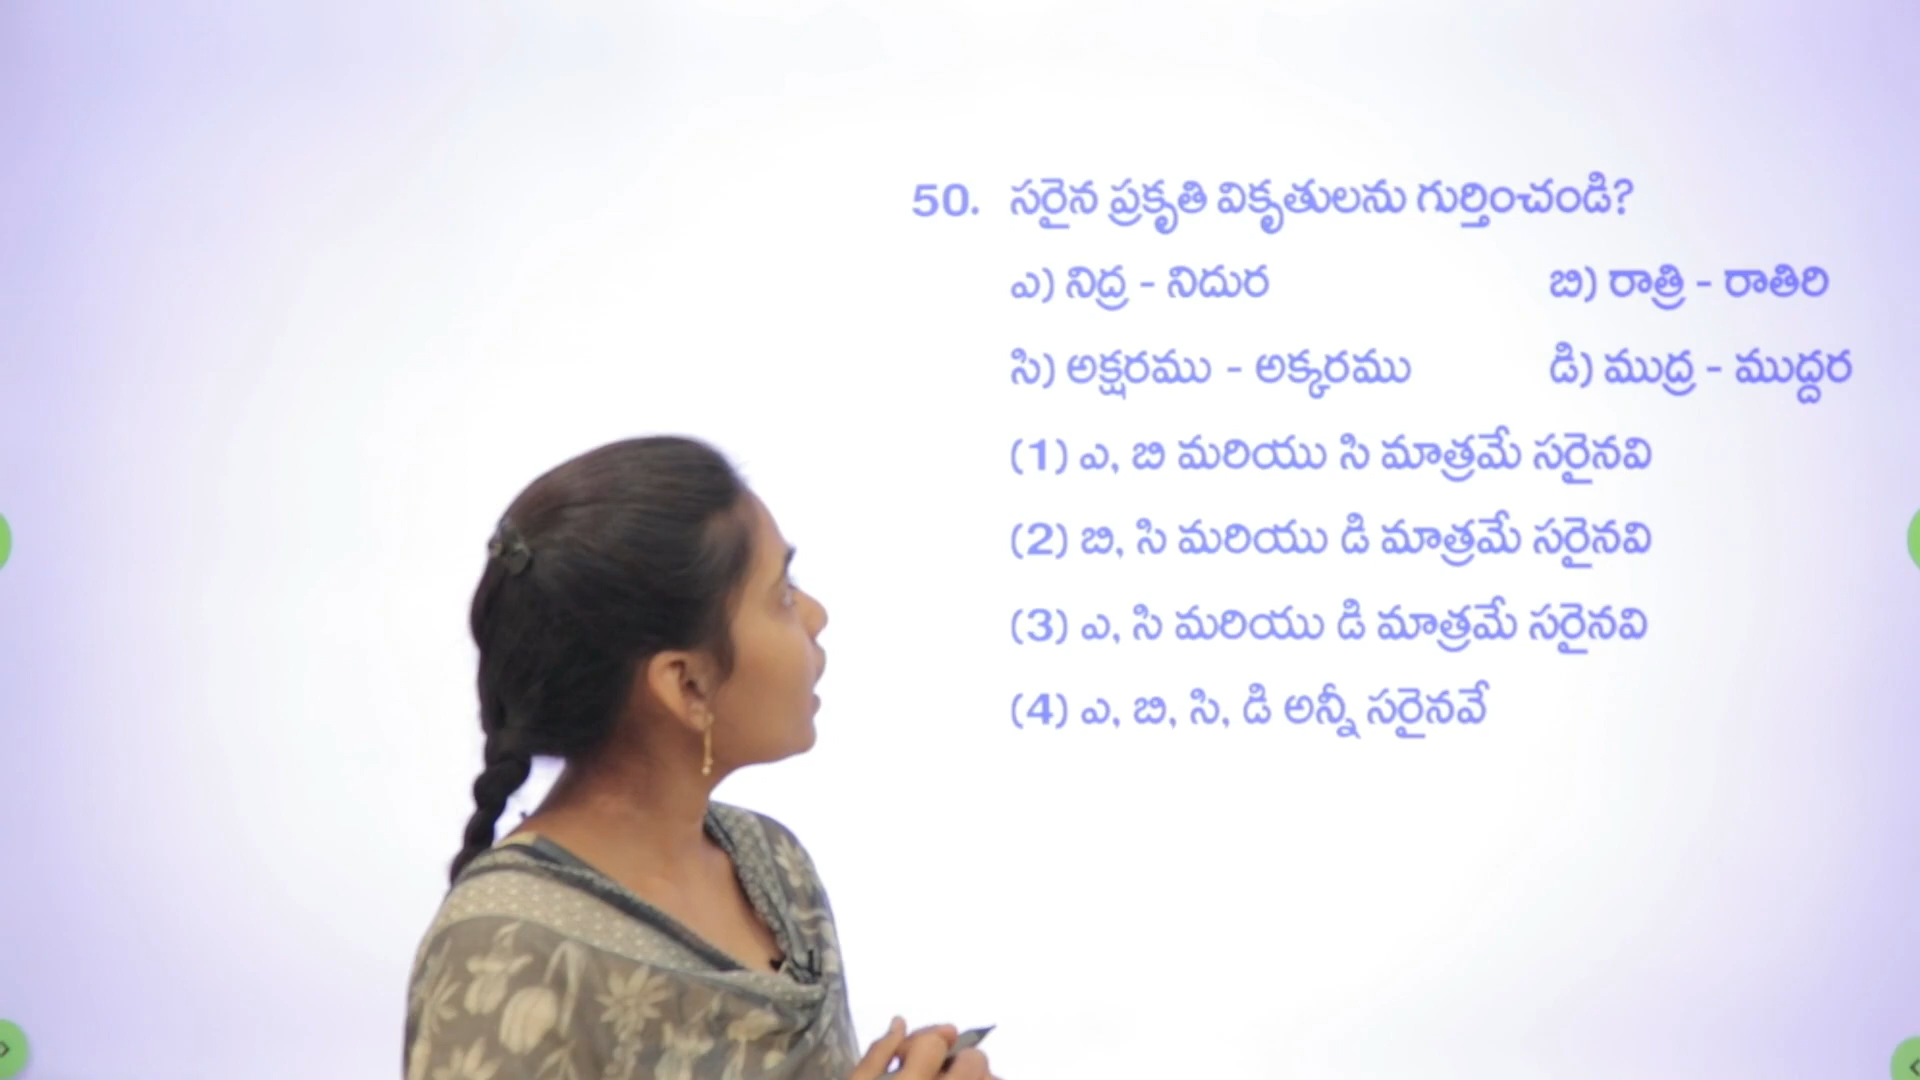 50. సరైన ప్రకృతి వికృతులను గుర్తించండి?
ఎ) నిద్ర - నిదుర బి) రాత్రి - రాతిరి
సి) అక్షరము - అక్కరము డి) ముద్ర - ముద్దర
(1) ఎ, బి మరియు సి మాత్రమే సరైనవి
(2) బి, సి మరియు డి మాత్రమే సరైనవి
(3) ఎ, సి మరియు డి మాత్రమే సరైనవి
(4) ఎ, బి, సి, డి అన్నీ సరైనవే